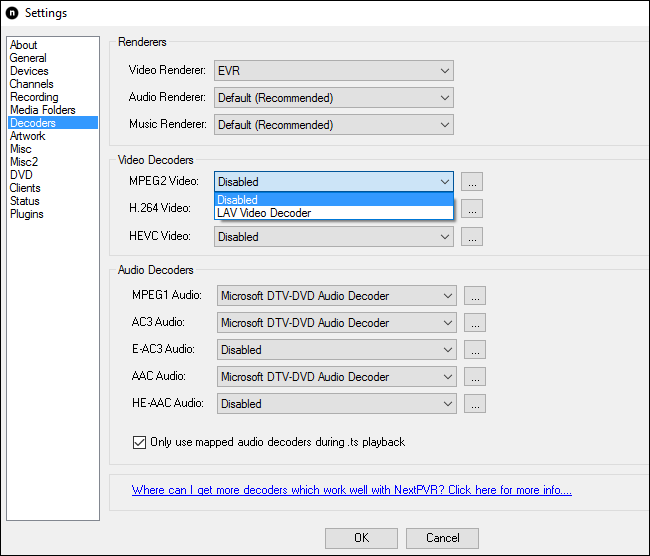 n Settings
About
General
Devices
Channels
Recording
Media Folders
Decoders
Artwork
Misc
Misc2
DVD
Clients
Status
Plugins
Renderers
Video Renderer: EVR
Audio Renderer: Default (Recommended)
Music Renderer: Default (Recommended)
Video Decoders
MPEG2 Video: Disabled ...
Disabled
LAV Video Decoder
H.264 Video: ...
HEVC Video: Disabled ...
Audio Decoders
MPEG1 Audio: Microsoft DTV-DVD Audio Decoder ...
AC3 Audio: Microsoft DTV-DVD Audio Decoder ...
E-AC3 Audio: Disabled ...
AAC Audio: Microsoft DTV-DVD Audio Decoder ...
HE-AAC Audio: Disabled ...
Only use mapped audio decoders during .ts playback
Where can I get more decoders which work well with NextPVR? Click here for more info....
OK Cancel